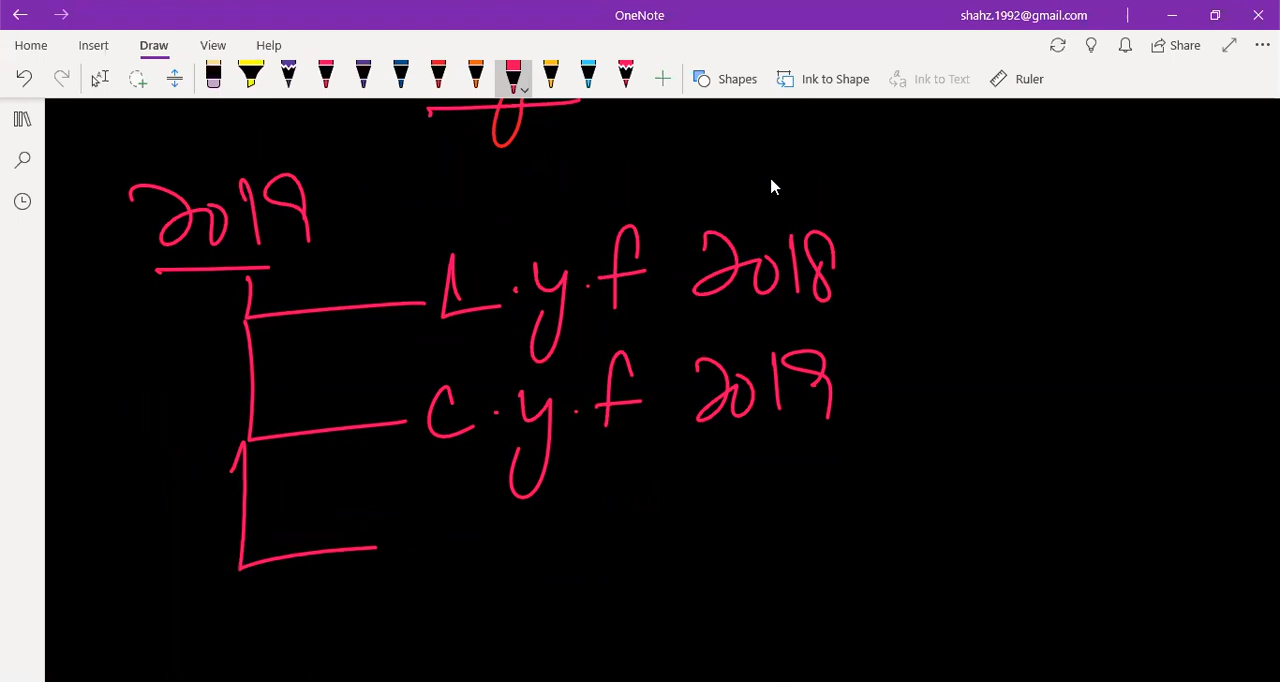 OneNote
shahz.1992@gmail.com
Home Insert Draw View Help
Share
Shapes Ink to Shape Ink to Text Ruler
2019
L.y.f 2018
c.y.f 2019